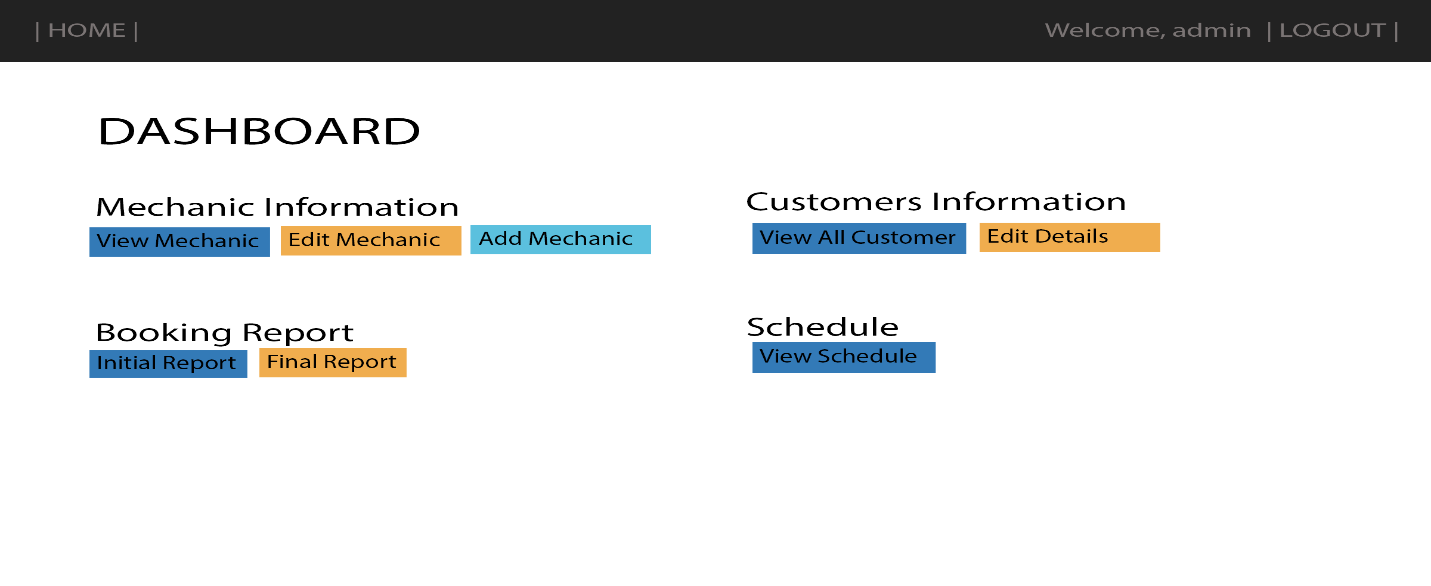 | HOME |
Welcome, admin | LOGOUT |
DASHBOARD
Mechanic Information
View Mechanic
Edit Mechanic
Add Mechanic
Customers Information
View All Customer
Edit Details
Booking Report
Initial Report
Final Report
Schedule
View Schedule